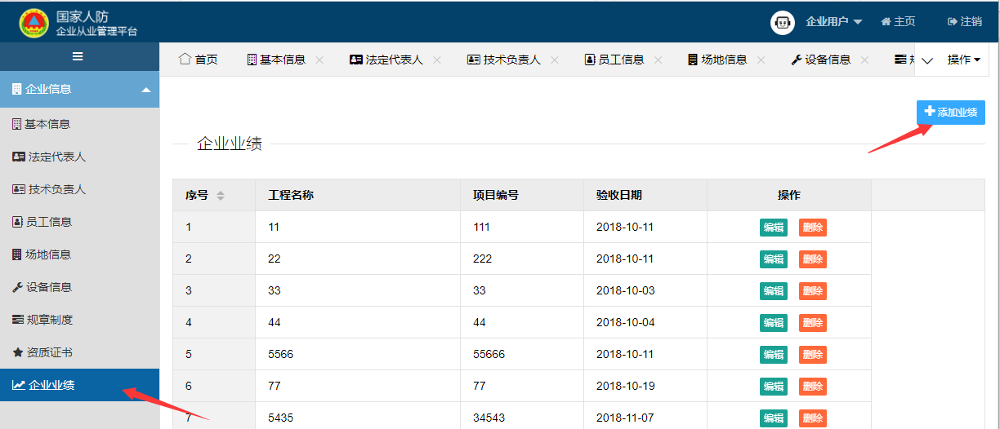 国家人防
企业从业管理平台
企业用户 主页 注销
首页 基本信息 法定代表人 技术负责人 员工信息 场地信息 设备信息 操作
企业信息
基本信息
法定代表人
技术负责人
员工信息
场地信息
设备信息
规章制度
资质证书
企业业绩
添加业绩
企业业绩
序号 工程名称 项目编号 验收日期 操作
1 11 111 2018-10-11 编辑 删除
2 22 222 2018-10-11 编辑 删除
3 33 33 2018-10-03 编辑 删除
4 44 44 2018-10-04 编辑 删除
5 5566 55666 2018-10-11 编辑 删除
6 77 77 2018-10-19 编辑 删除
7 5435 34543 2018-11-07 编辑 删除